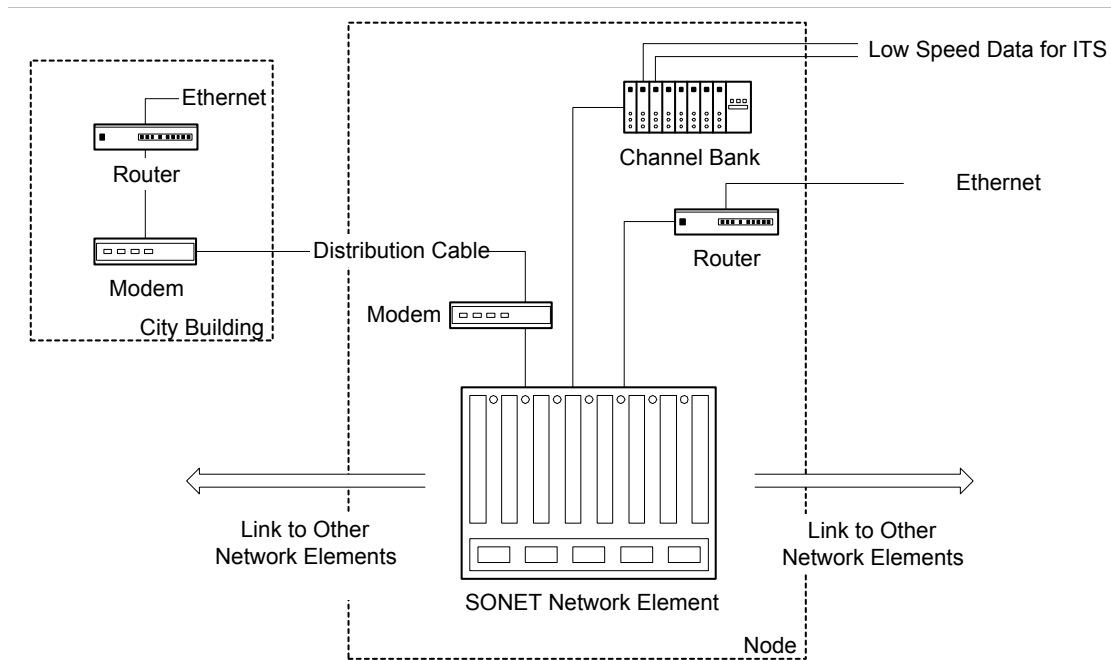 Low Speed Data for ITS
Ethernet
Channel Bank
Router
Ethernet
Modem
Router
Distribution Cable
Modem
City Building
Link to Other
Network Elements
Link to Other
Network Elements
SONET Network Element
Node